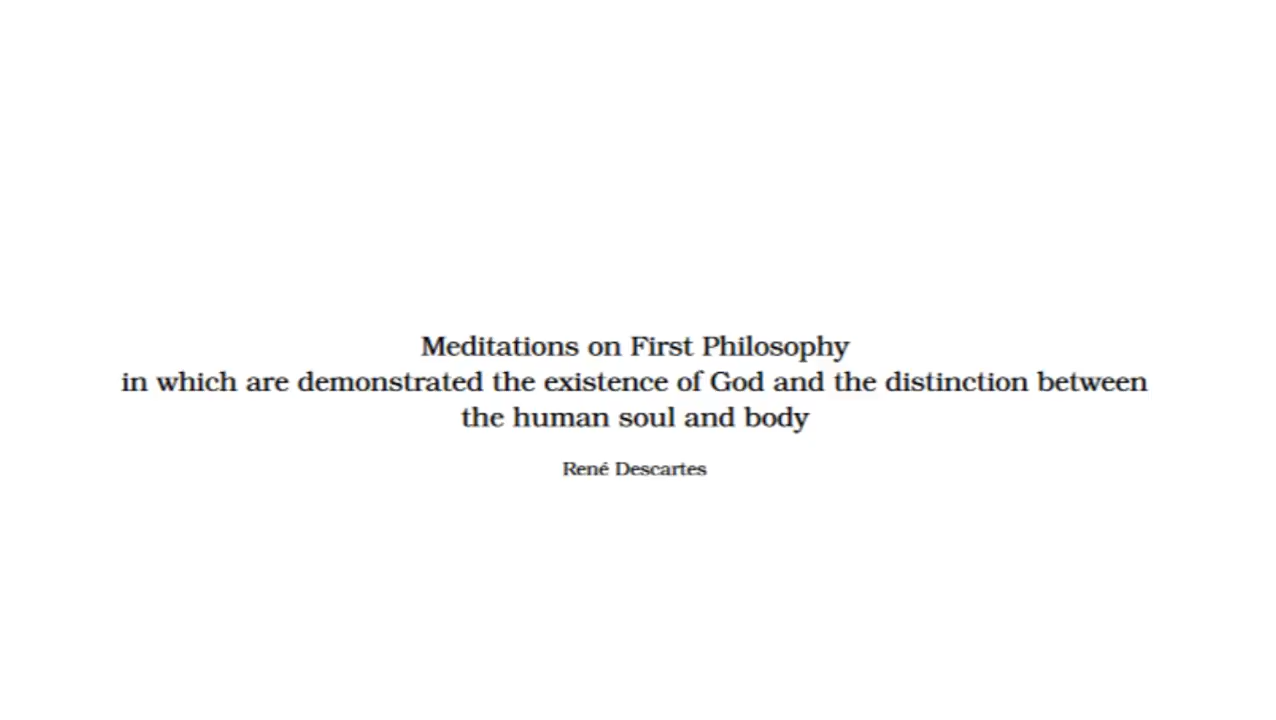 Meditations on First Philosophy
in which are demonstrated the existence of God and the distinction between
the human soul and body
René Descartes